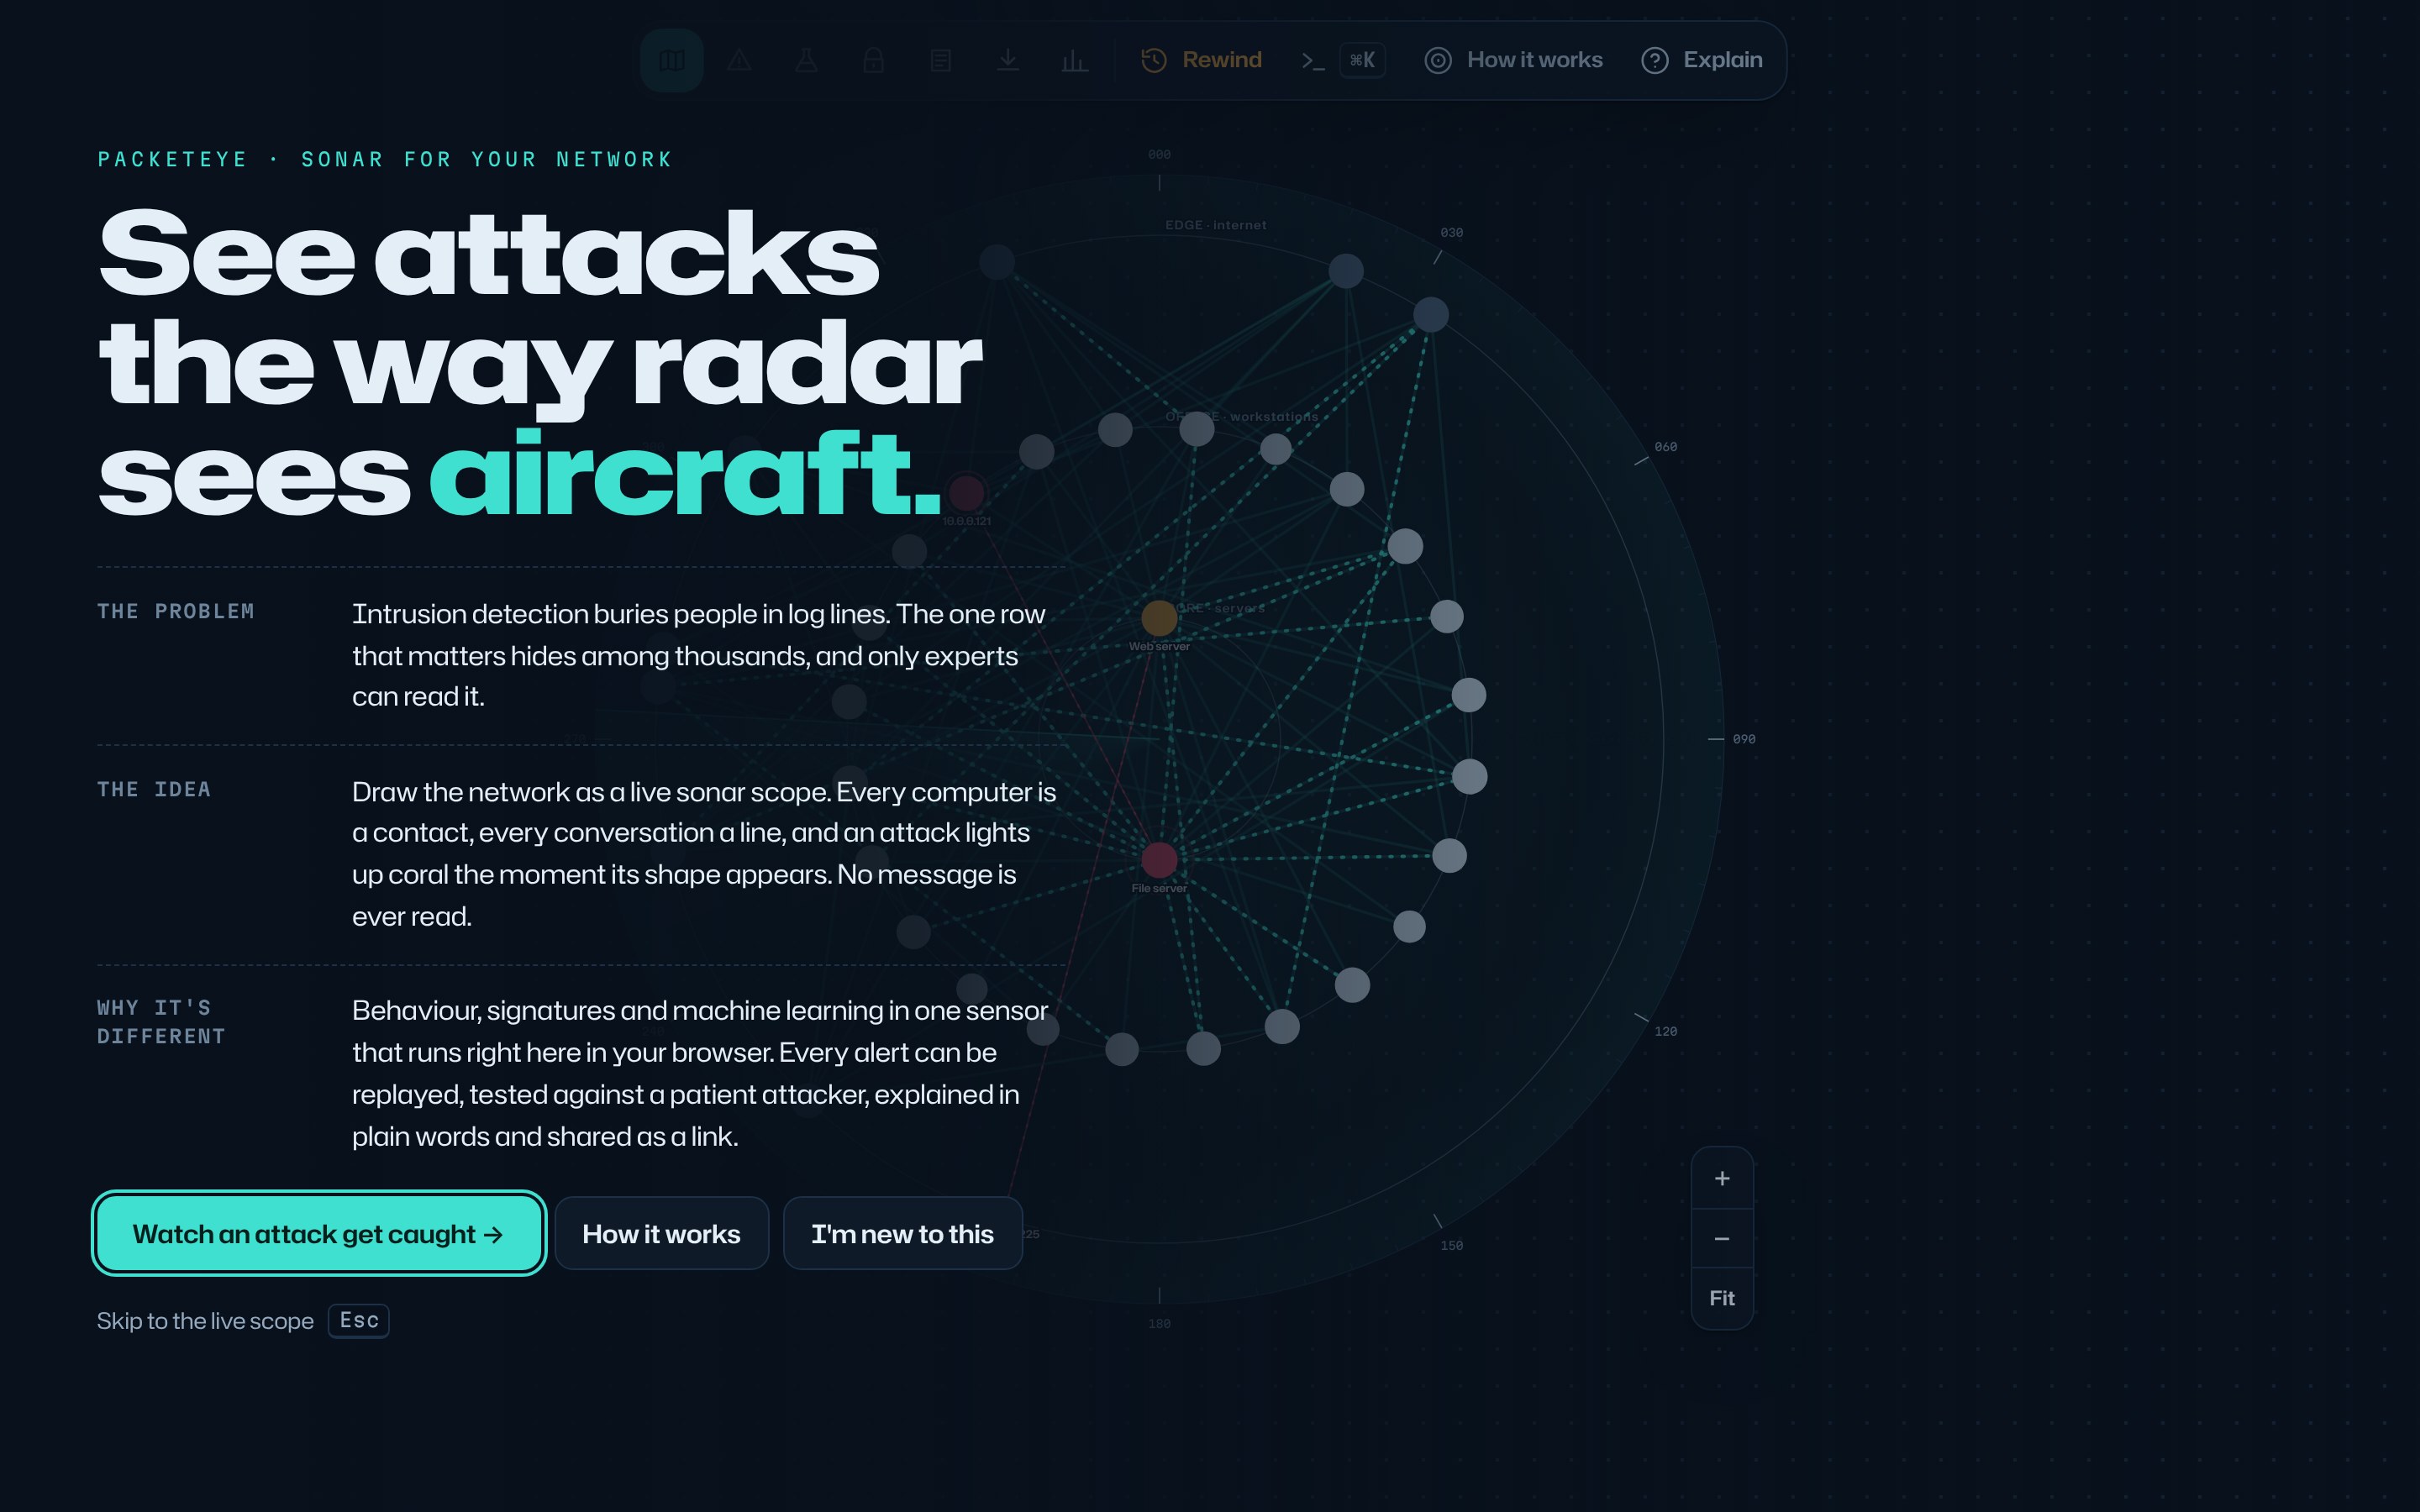 Rewind
⌘K
How it works
Explain
PACKETEYE · SONAR FOR YOUR NETWORK
See attacks
the way radar
sees aircraft.
THE PROBLEM
Intrusion detection buries people in log lines. The one row
that matters hides among thousands, and only experts
can read it.
THE IDEA
Draw the network as a live sonar scope. Every computer is
a contact, every conversation a line, and an attack lights
up coral the moment its shape appears. No message is
ever read.
WHY IT'S
DIFFERENT
Behaviour, signatures and machine learning in one sensor
that runs right here in your browser. Every alert can be
replayed, tested against a patient attacker, explained in
plain words and shared as a link.
Watch an attack get caught →
How it works
I'm new to this
Skip to the live scope
Esc
000
EDGE · internet
030
workstations
060
10.0.0.121
servers
Web server
090
File server
120
150
180
+
−
Fit